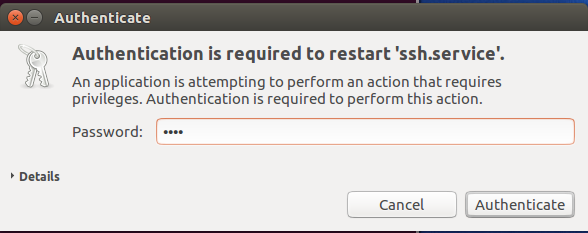 Authenticate
Authentication is required to restart 'ssh.service'.
An application is attempting to perform an action that requires
privileges. Authentication is required to perform this action.
Password: ••••
Details
Cancel Authenticate